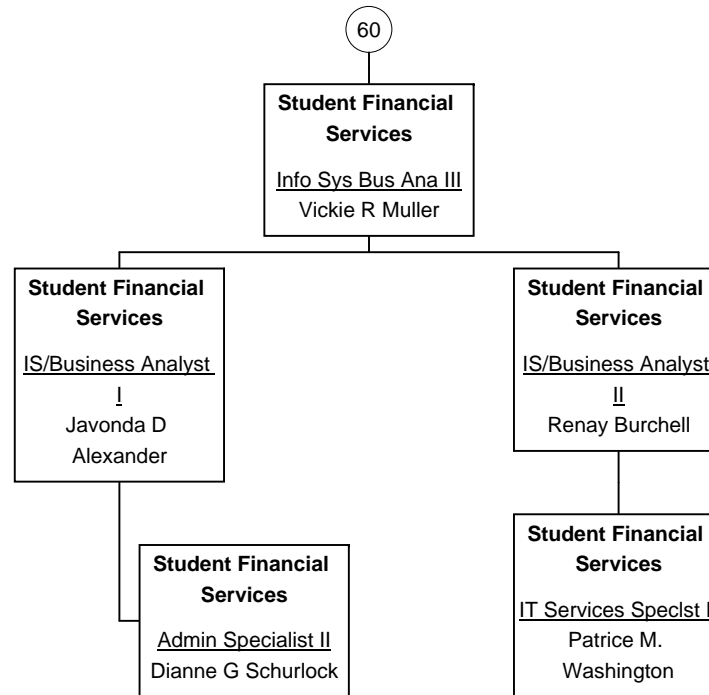 60
Student Financial
Services
Info Sys Bus Ana III
Vickie R Muller
Student Financial
Services
IS/Business Analyst
I
Javonda D
Alexander
Student Financial
Services
IS/Business Analyst
II
Renay Burchell
Student Financial
Services
Admin Specialist II
Dianne G Schurlock
Student Financial
Services
IT Services Speclst
Patrice M.
Washington